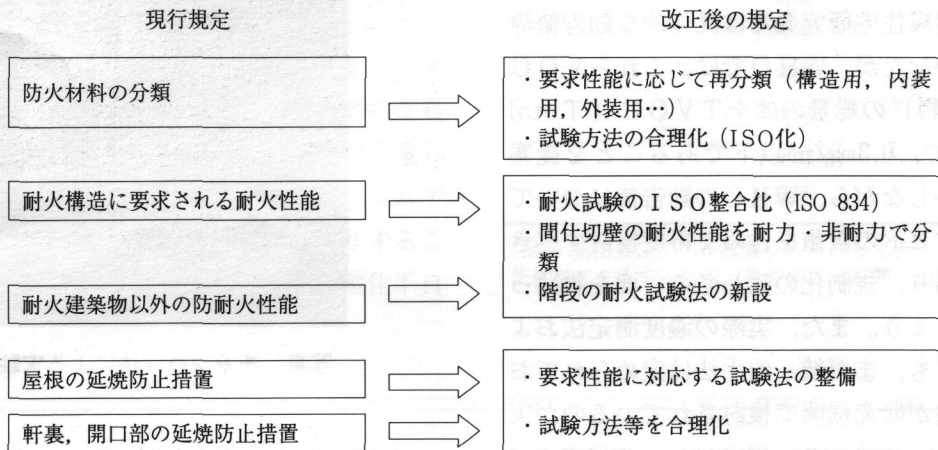 現行規定
改正後の規定
防火材料の分類
・要求性能に応じて再分類（構造用，内装
用，外装用…）
・試験方法の合理化（ISO化）
耐火構造に要求される耐火性能
・耐火試験のＩＳＯ整合化（ISO 834）
・間仕切壁の耐火性能を耐力・非耐力で分
類
耐火建築物以外の防耐火性能
・階段の耐火試験法の新設
屋根の延焼防止措置
・要求性能に対応する試験法の整備
軒裏，開口部の延焼防止措置
・試験方法等を合理化